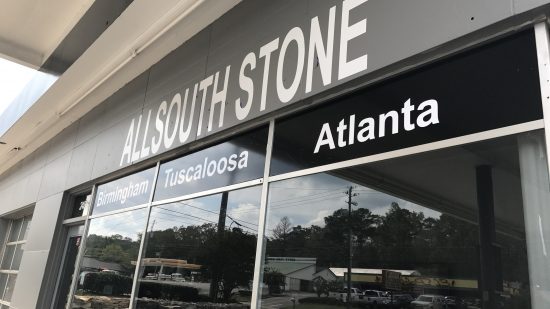 ALLSOUTH STONE
Birmingham Tuscaloosa Atlanta